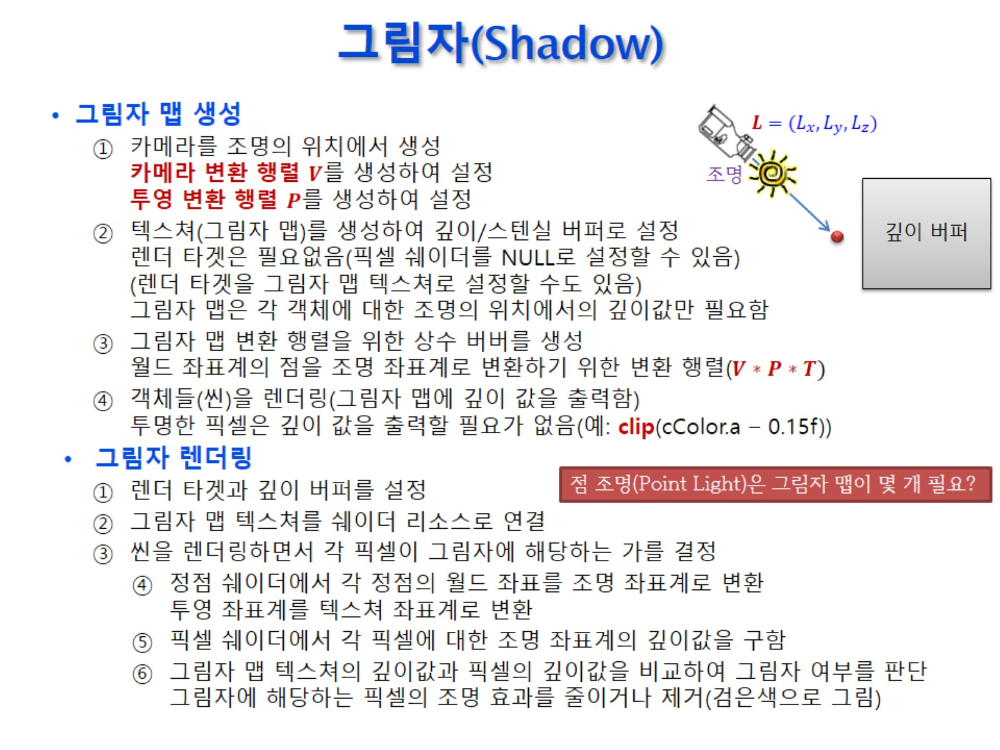 그림자(Shadow)
• 그림자 맵 생성
① 카메라를 조명의 위치에서 생성
카메라 변환 행렬 V를 생성하여 설정
투영 변환 행렬 P를 생성하여 설정
② 텍스쳐(그림자 맵)를 생성하여 깊이/스텐실 버퍼로 설정
렌더 타겟은 필요없음(픽셀 쉐이더를 NULL로 설정할 수 있음)
(렌더 타겟을 그림자 맵 텍스쳐로 설정할 수도 있음)
그림자 맵은 각 객체에 대한 조명의 위치에서의 깊이값만 필요함
③ 그림자 맵 변환 행렬을 위한 상수 버버를 생성
월드 좌표계의 점을 조명 좌표계로 변환하기 위한 변환 행렬(V * P * T)
④ 객체들(씬)을 렌더링(그림자 맵에 깊이 값을 출력함)
투명한 픽셀은 깊이 값을 출력할 필요가 없음(예: clip(cColor.a – 0.15f))
L = (Lx, Ly, Lz)
조명
깊이 버퍼
• 그림자 렌더링
점 조명(Point Light)은 그림자 맵이 몇 개 필요?
① 렌더 타겟과 깊이 버퍼를 설정
② 그림자 맵 텍스쳐를 쉐이더 리소스로 연결
③ 씬을 렌더링하면서 각 픽셀이 그림자에 해당하는 가를 결정
④ 정점 쉐이더에서 각 정점의 월드 좌표를 조명 좌표계로 변환
투영 좌표계를 텍스쳐 좌표계로 변환
⑤ 픽셀 쉐이더에서 각 픽셀에 대한 조명 좌표계의 깊이값을 구함
⑥ 그림자 맵 텍스쳐의 깊이값과 픽셀의 깊이값을 비교하여 그림자 여부를 판단
그림자에 해당하는 픽셀의 조명 효과를 줄이거나 제거(검은색으로 그림)